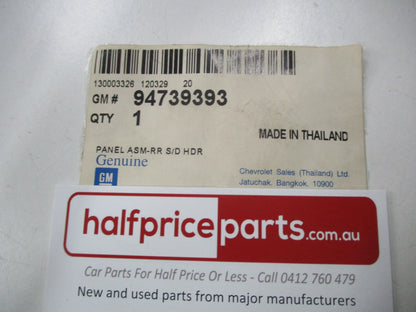 130003326 120329 20
GM # 94739393
QTY 1
MADE IN THAILAND
PANEL ASM-RR S/D HDR
Genuine
GM
Chevrolet Sales (Thailand) Ltd.
Jatuchak, Bangkok, 10900
halfpriceparts.com.au
Car Parts For Half Price Or Less - Call 0412 760 479
New and used parts from major manufacturers